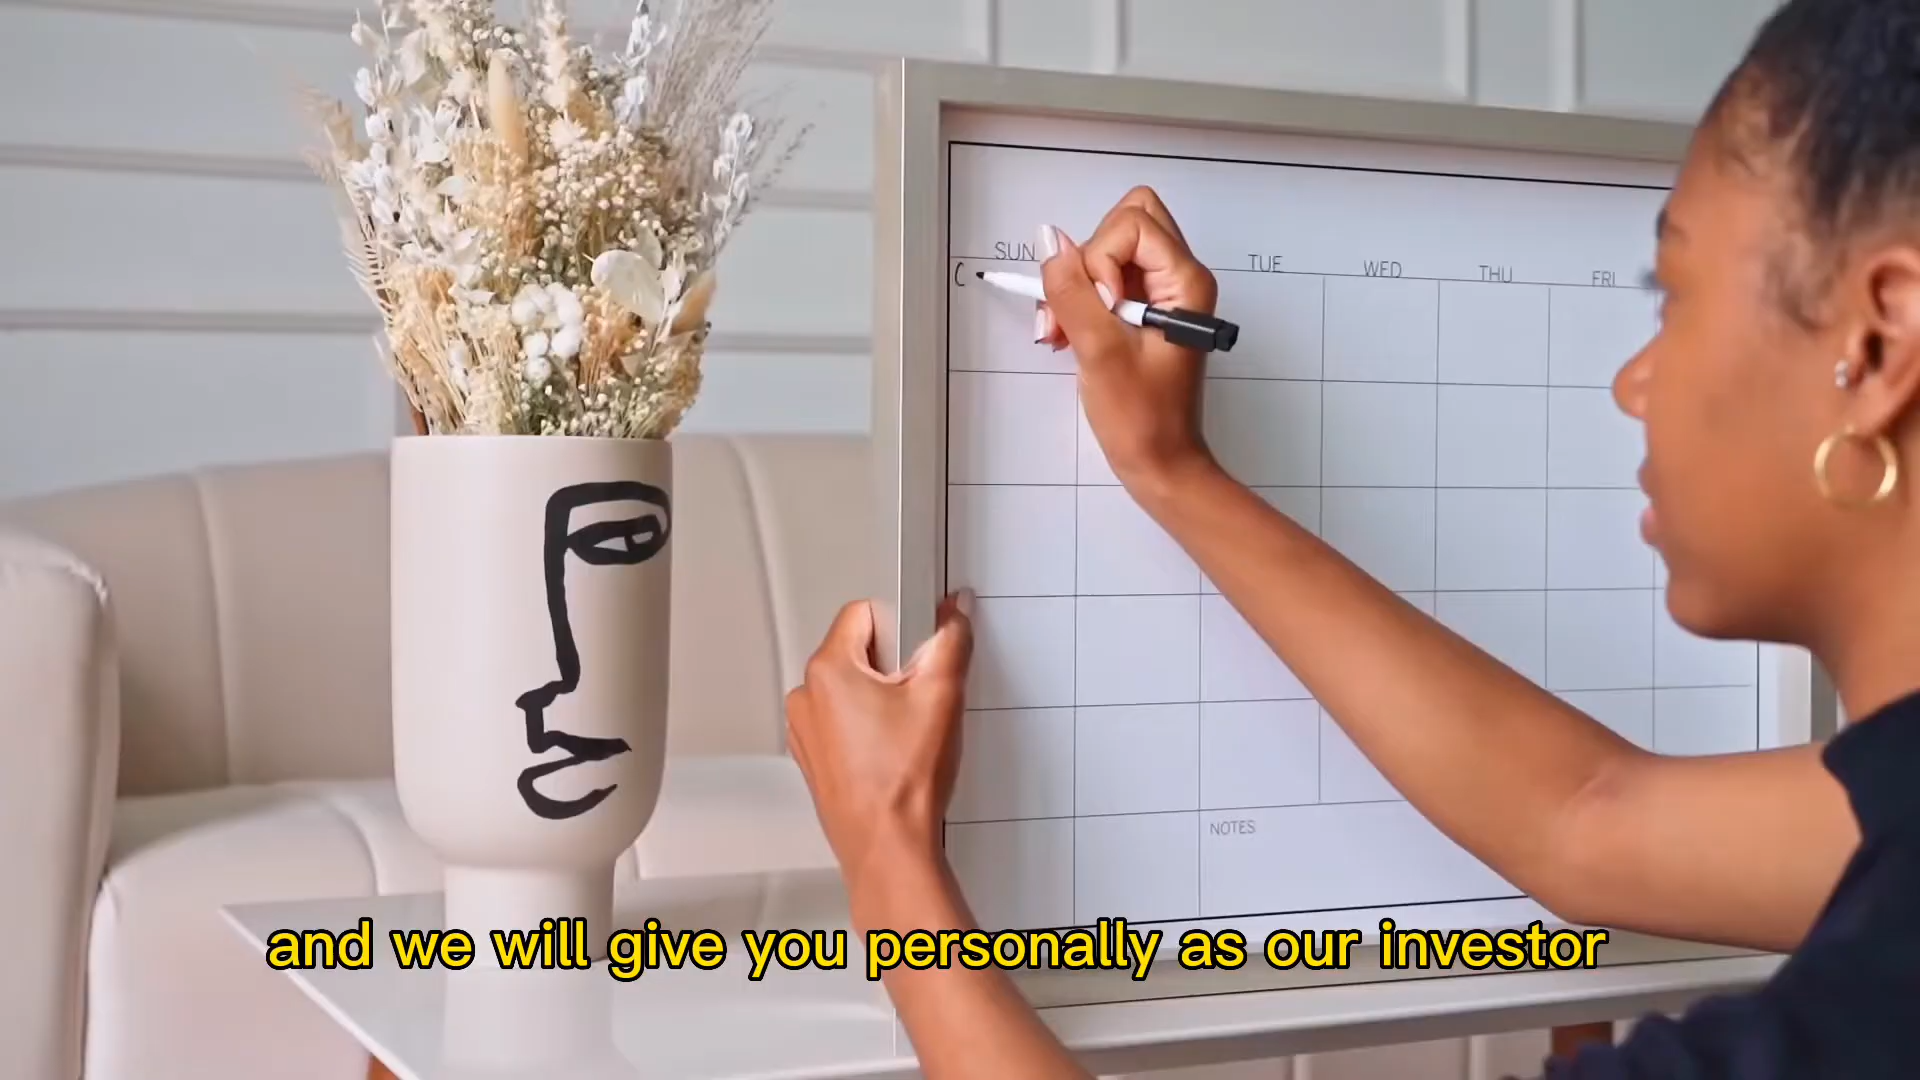 SUN TUE WED THU FRI
C
NOTES
and we will give you personally as our investor